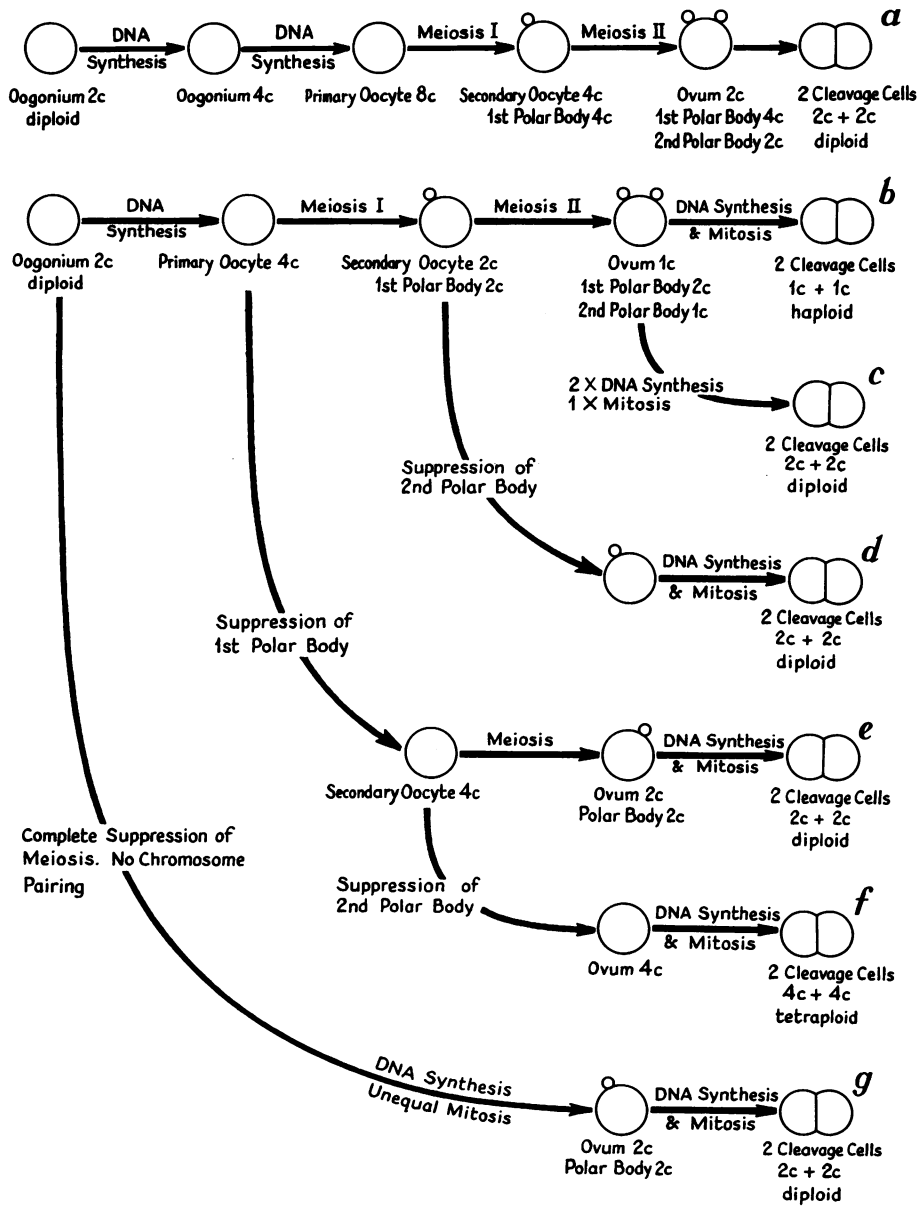 a
DNA
Synthesis
DNA
Synthesis
Meiosis I
Meiosis II
Oogonium 2c
diploid
Oogonium 4c
Primary Oocyte 8c
Secondary Oocyte 4c
1st Polar Body 4c
Ovum 2c
1st Polar Body 4c
2nd Polar Body 2c
2 Cleavage Cells
2c + 2c
diploid
b
DNA
Synthesis
Meiosis I
Meiosis II
DNA Synthesis
& Mitosis
Oogonium 2c
diploid
Primary Oocyte 4c
Secondary Oocyte 2c
1st Polar Body 2c
Ovum 1c
1st Polar Body 2c
2nd Polar Body 1c
2 Cleavage Cells
1c + 1c
haploid
c
2 X DNA Synthesis
1 X Mitosis
2 Cleavage Cells
2c + 2c
diploid
Suppression of
2nd Polar Body
d
DNA Synthesis
& Mitosis
2 Cleavage Cells
2c + 2c
diploid
Suppression of
1st Polar Body
e
Meiosis
DNA Synthesis
& Mitosis
Secondary Oocyte 4c
Ovum 2c
Polar Body 2c
2 Cleavage Cells
2c + 2c
diploid
Complete Suppression of
Meiosis. No Chromosome
Pairing
Suppression of
2nd Polar Body
f
DNA Synthesis
& Mitosis
Ovum 4c
2 Cleavage Cells
4c + 4c
tetraploid
g
DNA Synthesis
Unequal Mitosis
DNA Synthesis
& Mitosis
Ovum 2c
Polar Body 2c
2 Cleavage Cells
2c + 2c
diploid